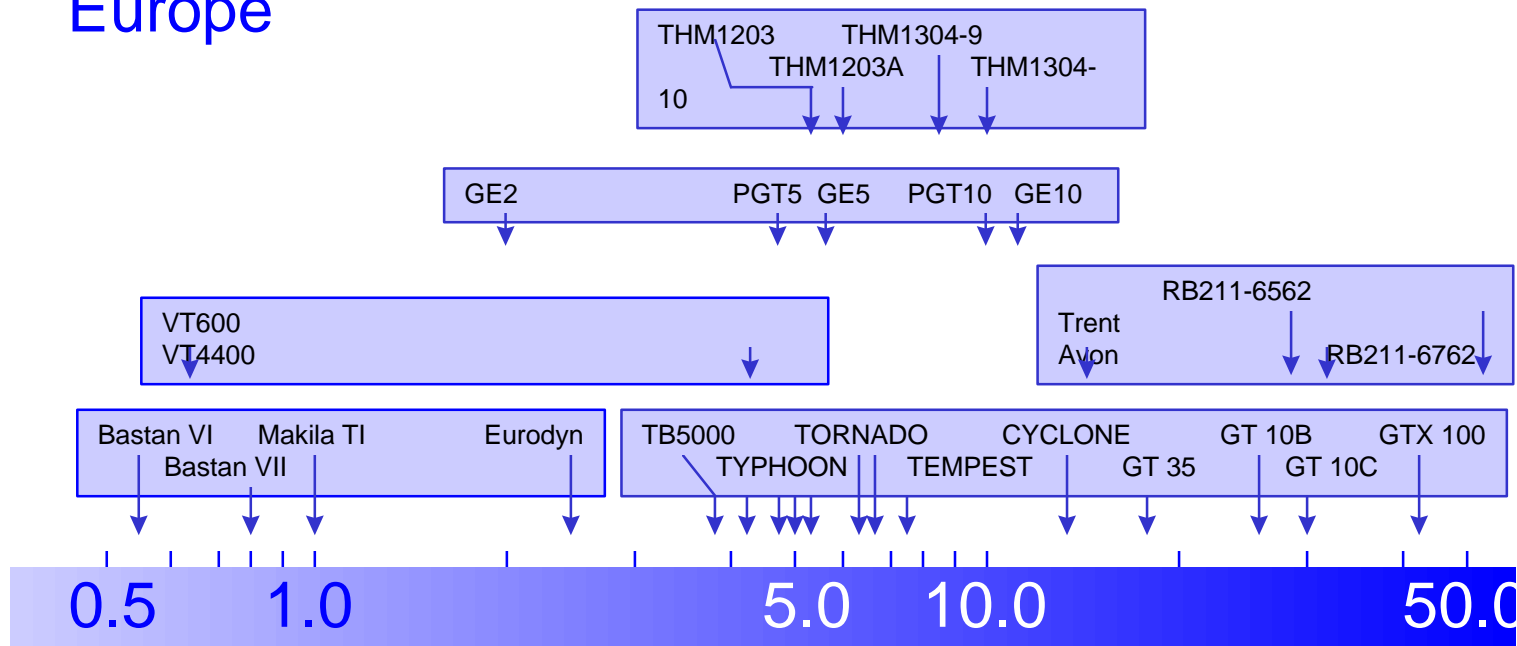 Europe
THM1203 THM1304-9
THM1203A THM1304-
10
GE2 PGT5 GE5 PGT10 GE10
RB211-6562
Trent
Avon RB211-6762
VT600
VT4400
Bastan VI Makila TI Eurodyn
Bastan VII
TB5000 TORNADO CYCLONE GT 10B GTX 100
TYPHOON TEMPEST GT 35 GT 10C
0.5 1.0 5.0 10.0 50.0